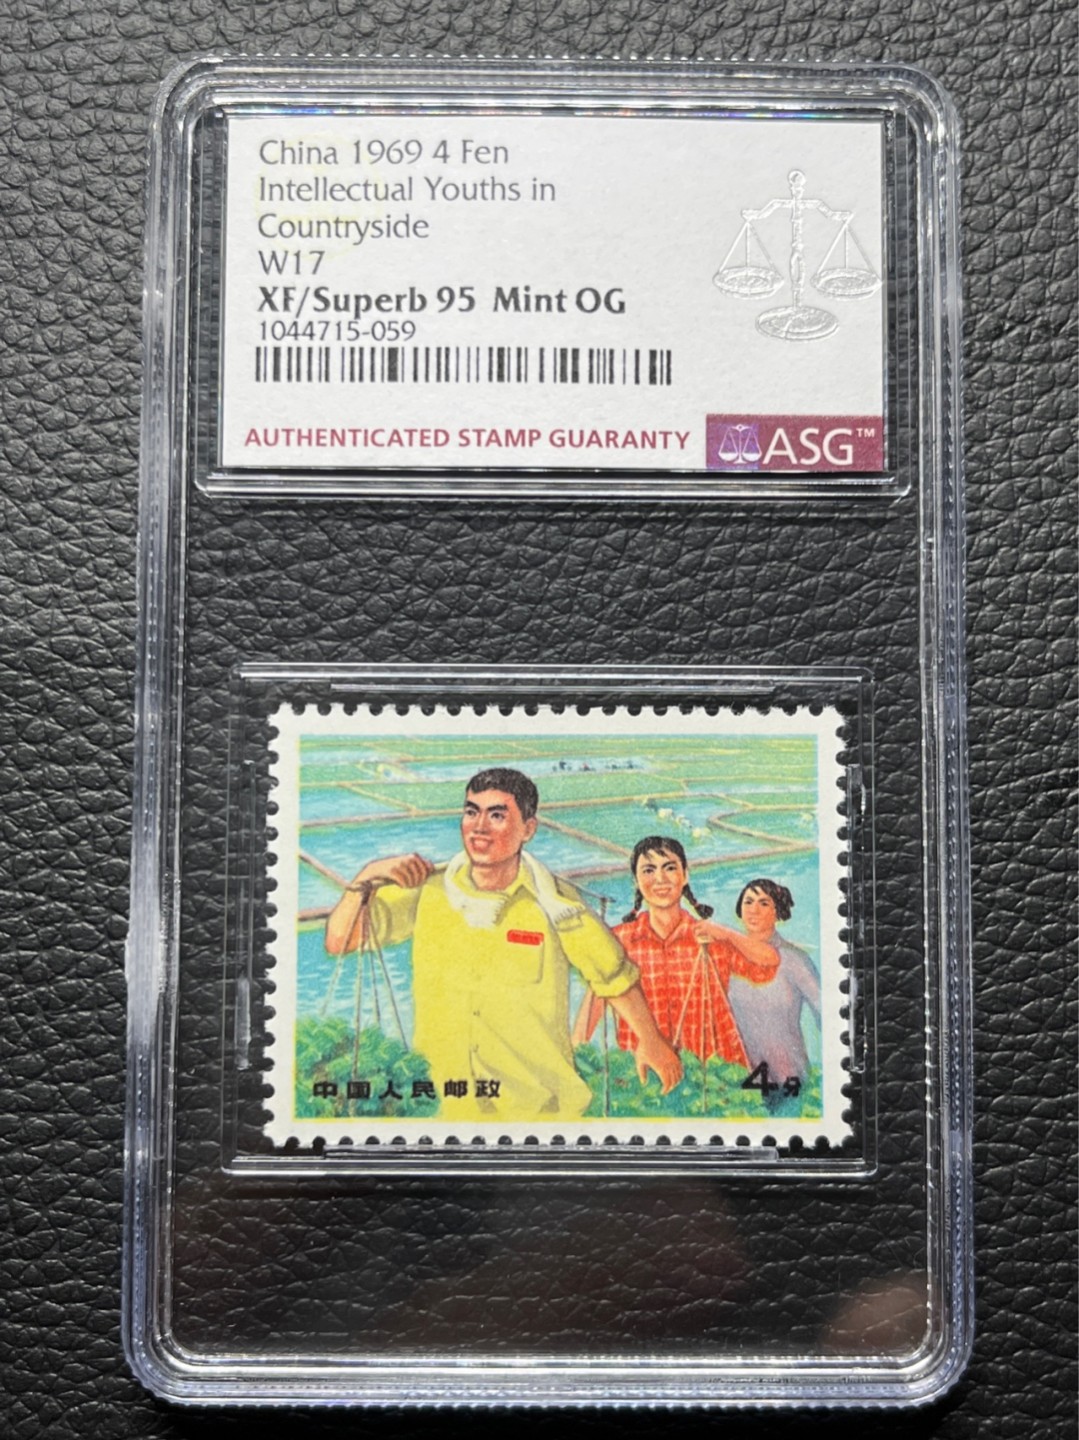 China 1969 4 Fen
Intellectual Youths in
Countryside
W17
XF/Superb 95 Mint OG
1044715-059
AUTHENTICATED STAMP GUARANTY
ASG™
中国人民邮政
4分